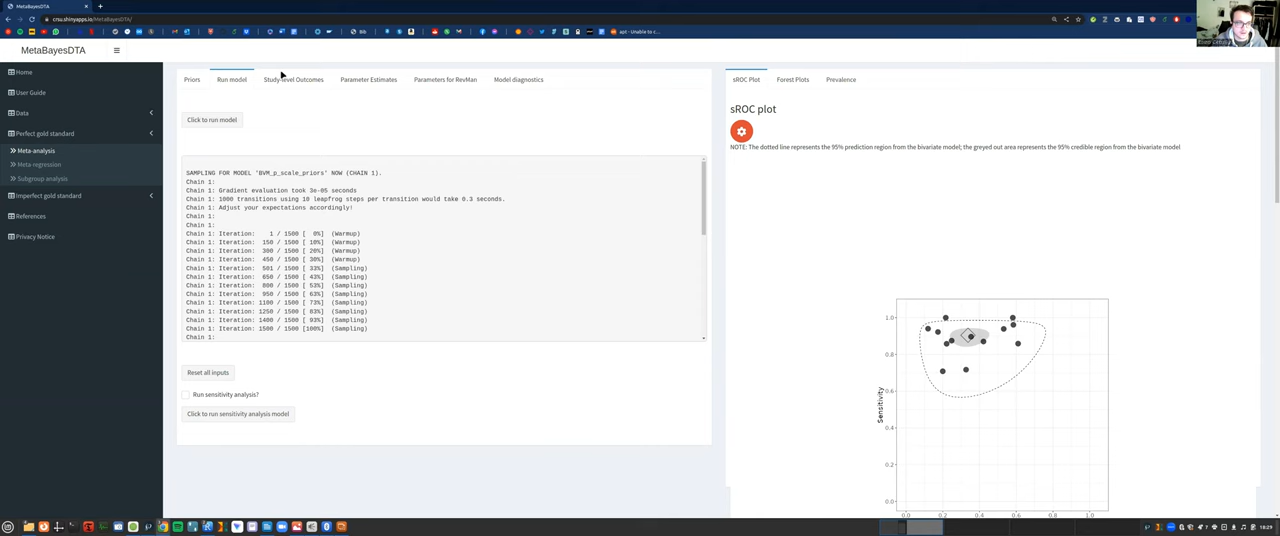 MetaBayesDTA
crsu.shinyapps.io/MetaBayesDTA/
Bib
apt - Unable to c...
MetaBayesDTA
Home
User Guide
Data
Perfect gold standard
Meta-analysis
Meta-regression
Subgroup analysis
Imperfect gold standard
References
Privacy Notice
Priors
Run model
Study-level Outcomes
Parameter Estimates
Parameters for RevMan
Model diagnostics
Click to run model
SAMPLING FOR MODEL 'BVM_p_scale_priors' NOW (CHAIN 1).
Chain 1:
Chain 1: Gradient evaluation took 3e-05 seconds
Chain 1: 1000 transitions using 10 leapfrog steps per transition would take 0.3 seconds.
Chain 1: Adjust your expectations accordingly!
Chain 1:
Chain 1:
Chain 1: Iteration:    1 / 1500 [  0%]  (Warmup)
Chain 1: Iteration:  150 / 1500 [ 10%]  (Warmup)
Chain 1: Iteration:  300 / 1500 [ 20%]  (Warmup)
Chain 1: Iteration:  450 / 1500 [ 30%]  (Warmup)
Chain 1: Iteration:  501 / 1500 [ 33%]  (Sampling)
Chain 1: Iteration:  650 / 1500 [ 43%]  (Sampling)
Chain 1: Iteration:  800 / 1500 [ 53%]  (Sampling)
Chain 1: Iteration:  950 / 1500 [ 63%]  (Sampling)
Chain 1: Iteration: 1100 / 1500 [ 73%]  (Sampling)
Chain 1: Iteration: 1250 / 1500 [ 83%]  (Sampling)
Chain 1: Iteration: 1400 / 1500 [ 93%]  (Sampling)
Chain 1: Iteration: 1500 / 1500 [100%]  (Sampling)
Chain 1:
Reset all inputs
Run sensitivity analysis?
Click to run sensitivity analysis model
sROC Plot
Forest Plots
Prevalence
sROC plot
NOTE: The dotted line represents the 95% prediction region from the bivariate model; the greyed out area represents the 95% credible region from the bivariate model
1.0
0.8
0.6
Sensitivity
0.4
0.2
0.0
0.0 0.2 0.4 0.6 0.8 1.0
18:29